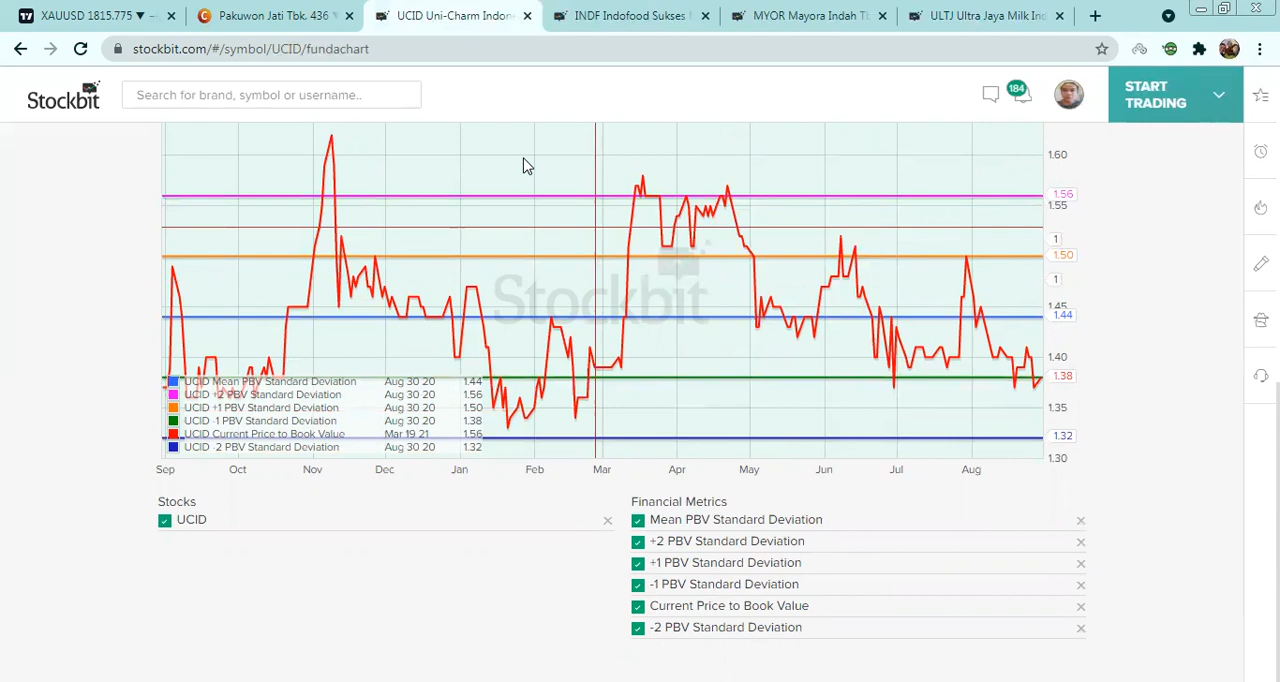 XAUUSD 1815.775 ▼
Pakuwon Jati Tbk. 436
UCID Uni-Charm Indone
INDF Indofood Sukses
MYOR Mayora Indah Tb
ULTJ Ultra Jaya Milk Ind
stockbit.com/#/symbol/UCID/fundachart
Stockbit
Search for brand, symbol or username..
184
START
TRADING
Stockbit
1.60
1.56
1.55
1
1.50
1
1.45
1.44
1.40
1.38
1.35
1.32
1.30
UCID Mean PBV Standard Deviation Aug 30 20 1.44
UCID +2 PBV Standard Deviation Aug 30 20 1.56
UCID +1 PBV Standard Deviation Aug 30 20 1.50
UCID -1 PBV Standard Deviation Aug 30 20 1.38
UCID Current Price to Book Value Mar 19 21 1.56
UCID -2 PBV Standard Deviation Aug 30 20 1.32
Sep Oct Nov Dec Jan Feb Mar Apr May Jun Jul Aug
Stocks
UCID
Financial Metrics
Mean PBV Standard Deviation
+2 PBV Standard Deviation
+1 PBV Standard Deviation
-1 PBV Standard Deviation
Current Price to Book Value
-2 PBV Standard Deviation